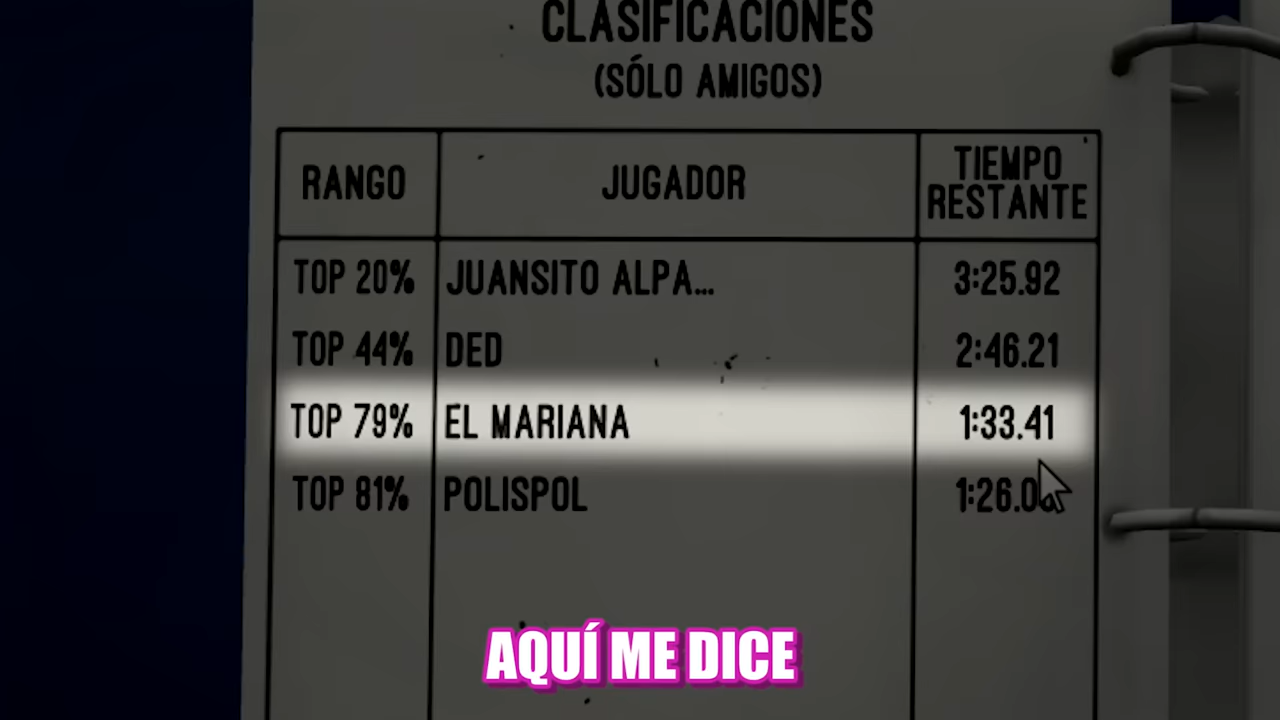 CLASIFICACIONES
(SÓLO AMIGOS)
RANGO JUGADOR TIEMPO RESTANTE
TOP 20% JUANSITO ALPA... 3:25.92
TOP 44% DED 2:46.21
TOP 79% EL MARIANA 1:33.41
TOP 81% POLISPOL
AQUÍ ME DICE